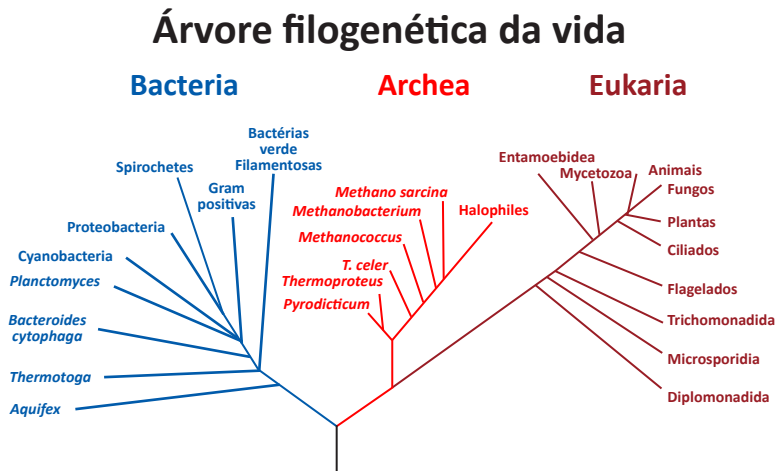 Árvore filogenética da vida
Bacteria
Archea
Eukaria
Bactérias
verde
Filamentosas
Spirochetes
Gram
positivas
Proteobacteria
Cyanobacteria
Planctomyces
Bacteroides
cytophaga
Thermotoga
Aquifex
Methano sarcina
Methanobacterium
Halophiles
Methanococcus
T. celer
Thermoproteus
Pyrodicticum
Entamoebidea
Mycetozoa
Animais
Fungos
Plantas
Ciliados
Flagelados
Trichomonadida
Microsporidia
Diplomonadida